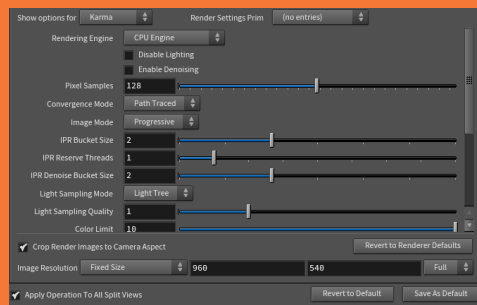 Show options for Karma Render Settings Prim (no entries)
Rendering Engine CPU Engine
Disable Lighting
Enable Denoising
Pixel Samples 128
Convergence Mode Path Traced
Image Mode Progressive
IPR Bucket Size 2
IPR Reserve Threads 1
IPR Denoise Bucket Size 2
Light Sampling Mode Light Tree
Light Sampling Quality 1
Color Limit 10
Crop Render Images to Camera Aspect Revert to Renderer Defaults
Image Resolution Fixed Size 960 540 Full
Apply Operation To All Split Views Revert to Default Save As Default